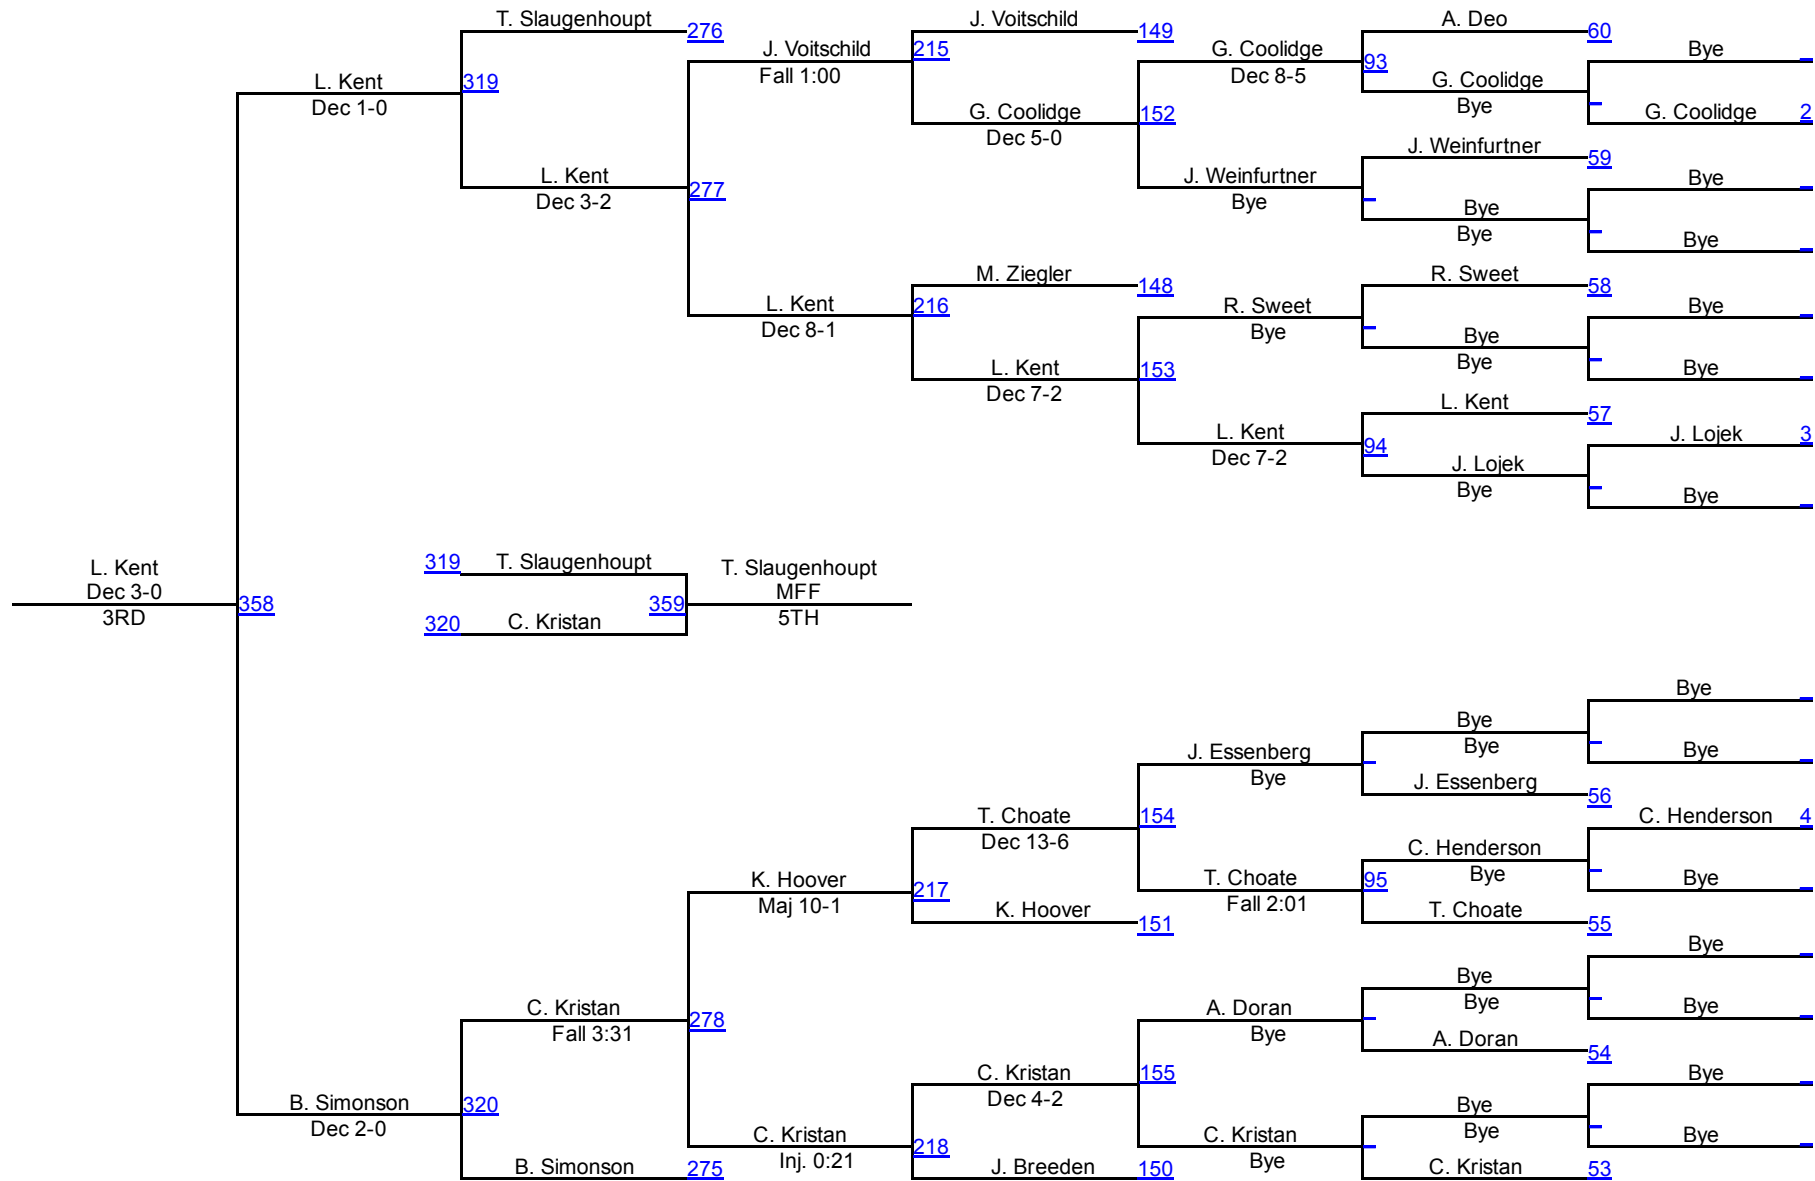 T. Slaugenhoupt
276
J. Voitschild
149
A. Deo
60
J. Voitschild
Fall 1:00
215
G. Coolidge
Dec 8-5
93
Bye
L. Kent
Dec 1-0
319
G. Coolidge
Bye
G. Coolidge
Dec 5-0
152
G. Coolidge
2
J. Weinfurtner
59
L. Kent
Dec 3-2
277
J. Weinfurtner
Bye
Bye
Bye
Bye
Bye
M. Ziegler
148
R. Sweet
58
L. Kent
Dec 8-1
216
R. Sweet
Bye
Bye
Bye
Bye
L. Kent
Dec 7-2
153
Bye
L. Kent
57
L. Kent
Dec 7-2
94
J. Lojek
3
J. Lojek
Bye
Bye
L. Kent
Dec 3-0
3RD
358
319
T. Slaugenhoupt
359
T. Slaugenhoupt
MFF
5TH
320
C. Kristan
Bye
Bye
Bye
Bye
J. Essenberg
Bye
J. Essenberg
56
T. Choate
Dec 13-6
154
C. Henderson
4
C. Henderson
Bye
K. Hoover
Maj 10-1
217
T. Choate
Fall 2:01
95
Bye
K. Hoover
151
T. Choate
55
Bye
Bye
Bye
C. Kristan
Fall 3:31
278
A. Doran
Bye
Bye
A. Doran
54
C. Kristan
Dec 4-2
155
Bye
B. Simonson
Dec 2-0
320
Bye
Bye
C. Kristan
Inj. 0:21
218
C. Kristan
Bye
Bye
B. Simonson
275
J. Breeden
150
C. Kristan
53